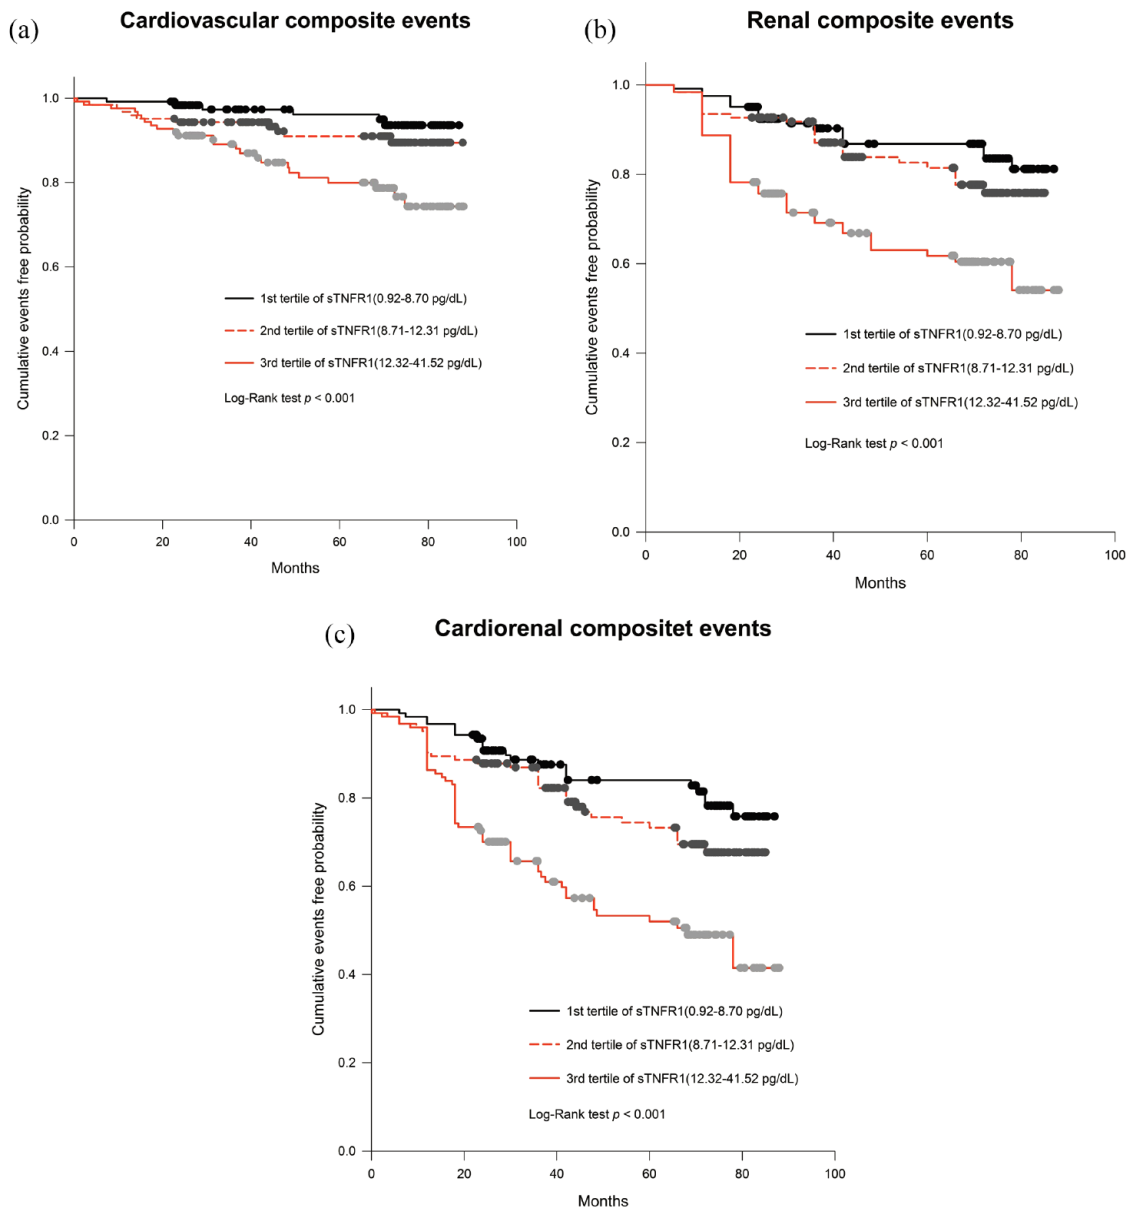 (a)
Cardiovascular composite events
Cumulative events free probability
1.0
0.8
0.6
0.4
0.2
0.0
1st tertile of sTNFR1(0.92-8.70 pg/dL)
2nd tertile of sTNFR1(8.71-12.31 pg/dL)
3rd tertile of sTNFR1(12.32-41.52 pg/dL)
Log-Rank test p < 0.001
0 20 40 60 80 100
Months
(b)
Renal composite events
Cumulative events free probability
1.0
0.8
0.6
0.4
0.2
0.0
1st tertile of sTNFR1(0.92-8.70 pg/dL)
2nd tertile of sTNFR1(8.71-12.31 pg/dL)
3rd tertile of sTNFR1(12.32-41.52 pg/dL)
Log-Rank test p < 0.001
0 20 40 60 80 100
Months
(c)
Cardiorenal compositet events
Cumulative events free probability
1.0
0.8
0.6
0.4
0.2
0.0
1st tertile of sTNFR1(0.92-8.70 pg/dL)
2nd tertile of sTNFR1(8.71-12.31 pg/dL)
3rd tertile of sTNFR1(12.32-41.52 pg/dL)
Log-Rank test p < 0.001
0 20 40 60 80 100
Months